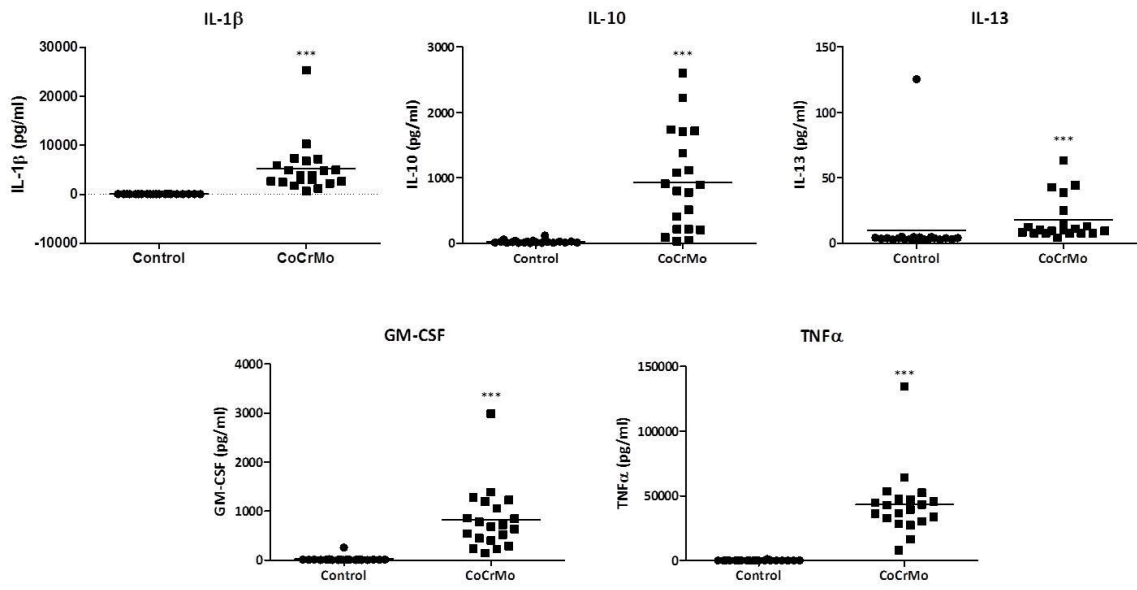 IL-1β
IL-1β (pg/ml)
30000
20000
10000
0
-10000
***
Control
CoCrMo
IL-10
IL-10 (pg/ml)
3000
2000
1000
0
***
Control
CoCrMo
IL-13
IL-13 (pg/ml)
150
100
50
0
***
Control
CoCrMo
GM-CSF
GM-CSF (pg/ml)
4000
3000
2000
1000
0
***
Control
CoCrMo
TNFα
TNFα (pg/ml)
150000
100000
50000
0
***
Control
CoCrMo